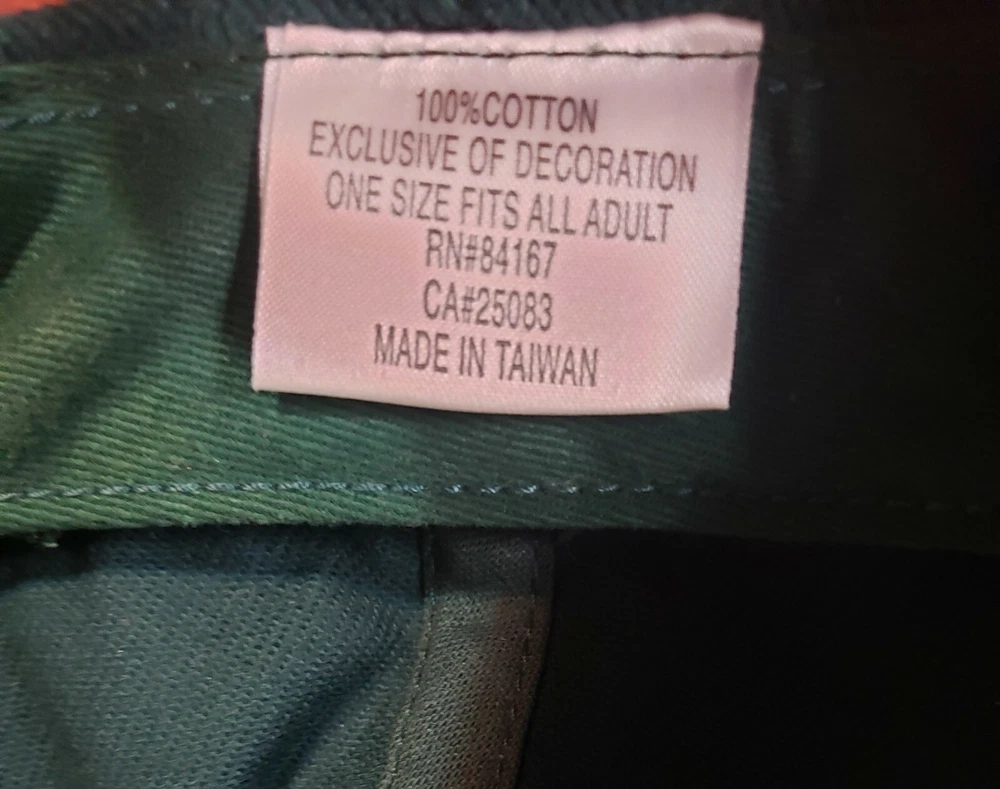 100%COTTON
EXCLUSIVE OF DECORATION
ONE SIZE FITS ALL ADULT
RN#84167
CA#25083
MADE IN TAIWAN